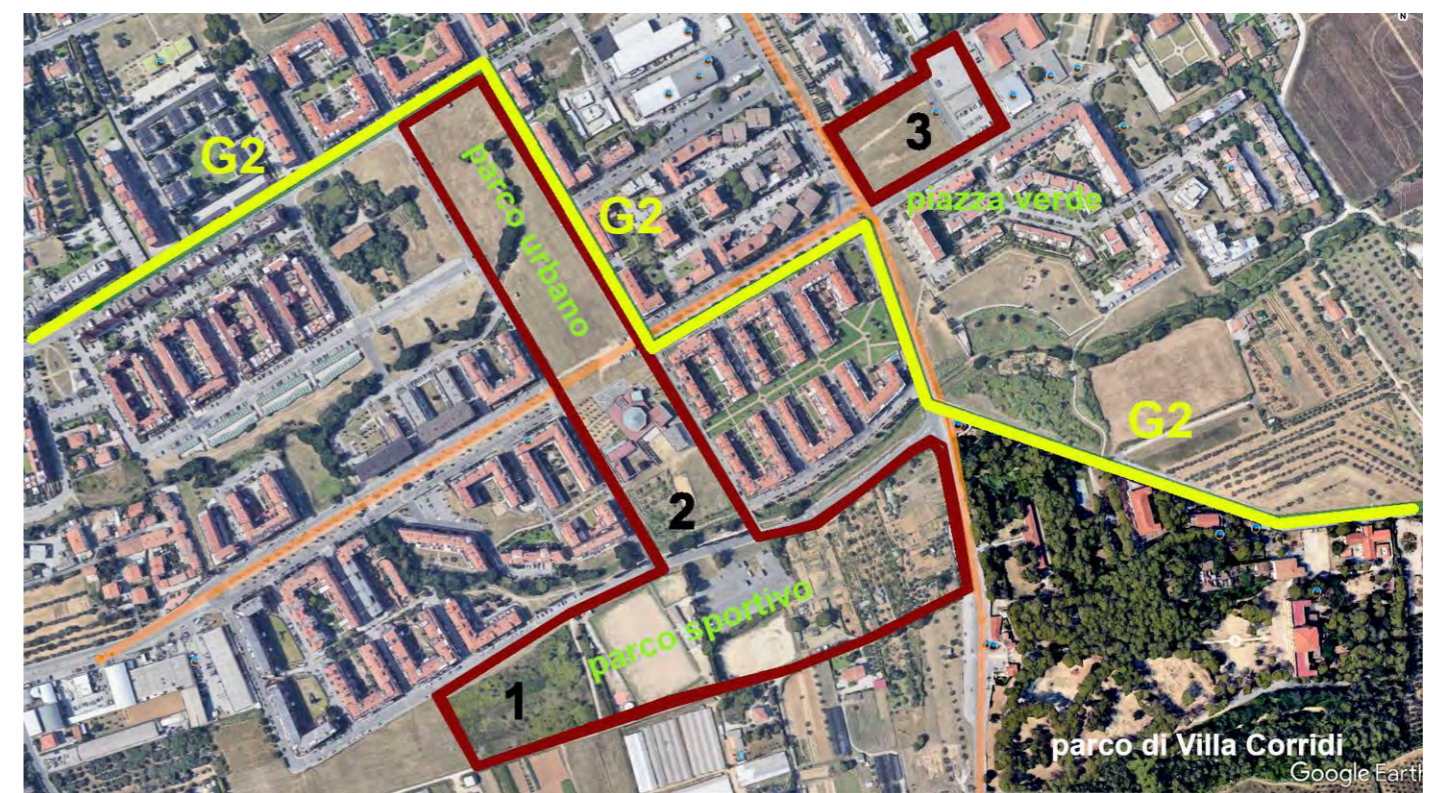 N
G2
parco urbano
G2
3
piazza verde
G2
2
parco sportivo
1
parco di Villa Corridi
Google Earth